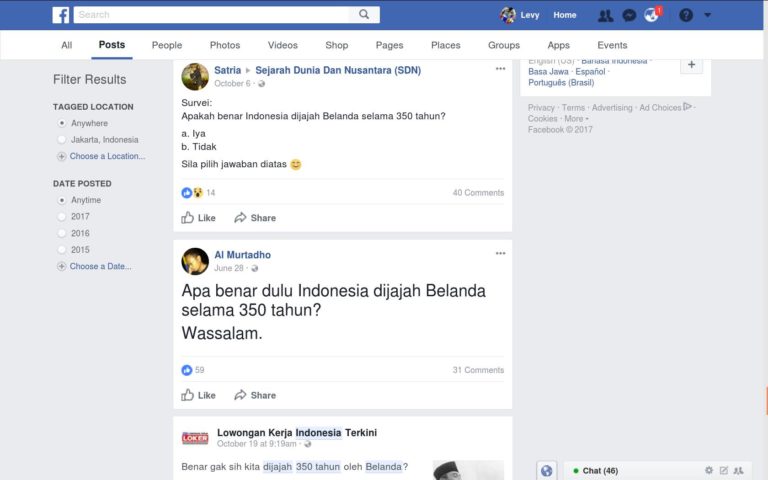 Search
Levy
Home
1
All
Posts
People
Photos
Videos
Shop
Pages
Places
Groups
Apps
Events
Filter Results
TAGGED LOCATION
Anywhere
Jakarta, Indonesia
Choose a Location...
DATE POSTED
Anytime
2017
2016
2015
Choose a Date...
Satria ▸ Sejarah Dunia Dan Nusantara (SDN)
October 6 ·
Survei:
Apakah benar Indonesia dijajah Belanda selama 350 tahun?
a. Iya
b. Tidak
Sila pilih jawaban diatas 😊
14
40 Comments
Like Share
Al Murtadho
June 28 ·
Apa benar dulu Indonesia dijajah Belanda
selama 350 tahun?
Wassalam.
59
31 Comments
Like Share
LOKER
Lowongan Kerja Indonesia Terkini
October 19 at 9:19am ·
Benar gak sih kita dijajah 350 tahun oleh Belanda?
English (US) · Bahasa Indonesia ·
Basa Jawa · Español ·
Português (Brasil)
+
Privacy · Terms · Advertising · Ad Choices ·
Cookies · More
Facebook © 2017
Chat (46)